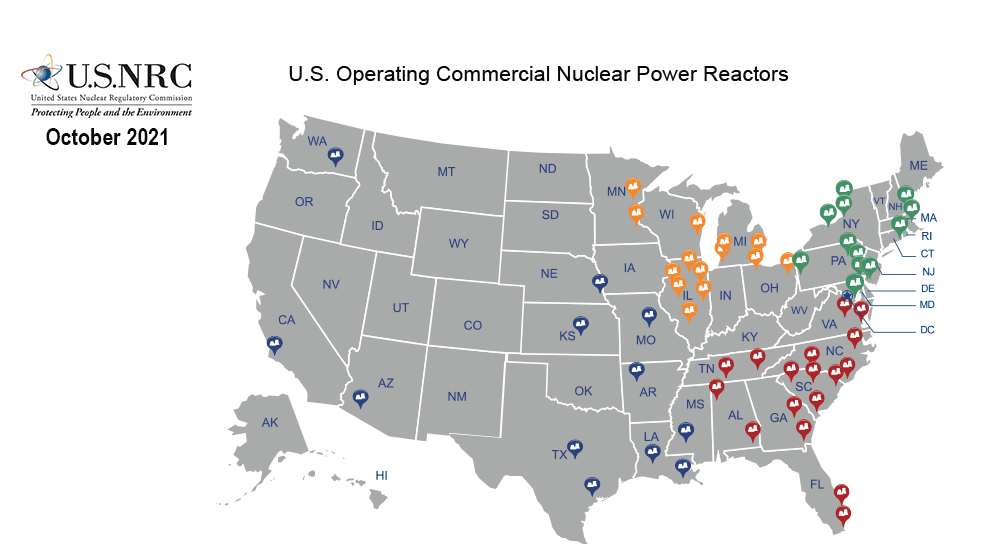 U.S.NRC
United States Nuclear Regulatory Commission
Protecting People and the Environment
October 2021
U.S. Operating Commercial Nuclear Power Reactors
WA
MT
ND
MN
ME
OR
ID
SD
WI
MI
VT
NH
NY
MA
RI
CT
WY
NE
IA
PA
NJ
NV
UT
CO
IL
IN
OH
DE
MD
CA
KS
MO
KY
WV
VA
DC
AZ
NM
OK
AR
TN
NC
SC
MS
AL
GA
AK
TX
LA
HI
FL